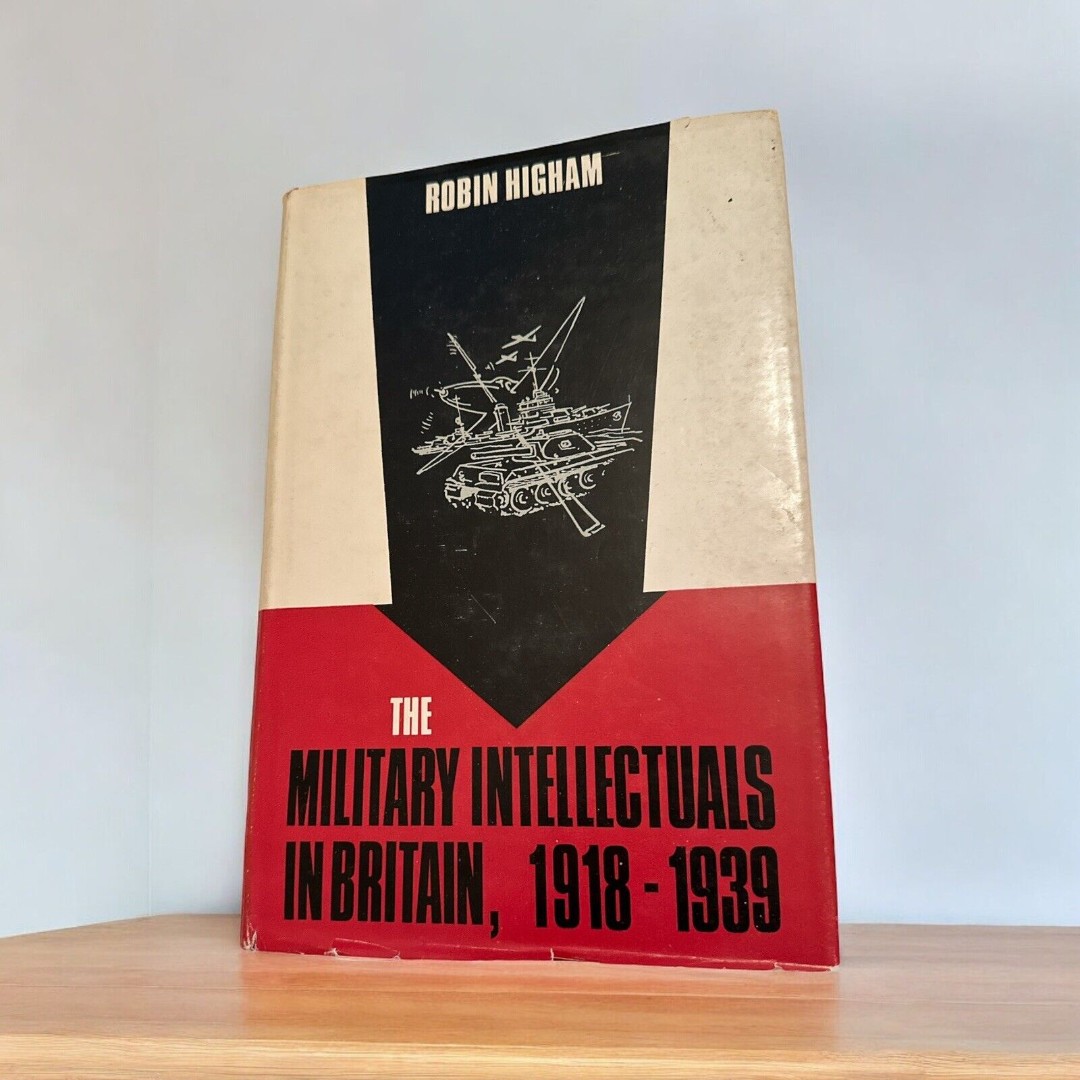 ROBIN HIGHAM
THE
MILITARY INTELLECTUALS
IN BRITAIN, 1918 - 1939